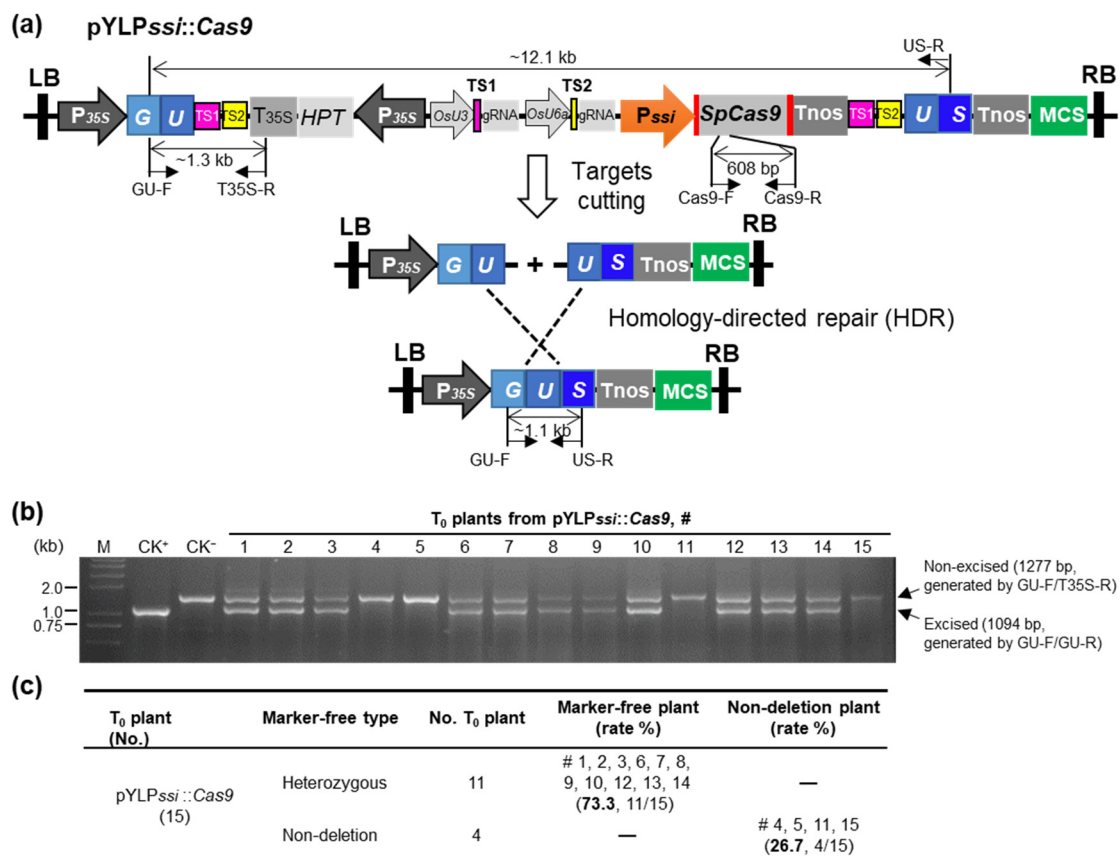 (a) pYLPssi::Cas9
~12.1 kb
US-R
LB
RB
TS1
TS2
P35S
G
U
TS1
TS2
T35S
HPT
P35S
OsU3
gRNA
OsU6a
gRNA
Pssi
SpCas9
Tnos
TS1
TS2
U
S
Tnos
MCS
~1.3 kb
GU-F
T35S-R
608 bp
Cas9-F
Cas9-R
Targets
cutting
LB
RB
P35S
G
U
+
U
S
Tnos
MCS
Homology-directed repair (HDR)
LB
RB
P35S
G
U
S
Tnos
MCS
~1.1 kb
GU-F
US-R
(b)
T0 plants from pYLPssi::Cas9, #
(kb) M CK+ CK− 1 2 3 4 5 6 7 8 9 10 11 12 13 14 15
2.0
1.0
0.75
Non-excised (1277 bp,
generated by GU-F/T35S-R)
Excised (1094 bp,
generated by GU-F/GU-R)
(c)
T0 plant
(No.)
Marker-free type
No. T0 plant
Marker-free plant
(rate %)
Non-deletion plant
(rate %)
pYLPssi::Cas9
(15)
Heterozygous
11
# 1, 2, 3, 6, 7, 8,
9, 10, 12, 13, 14
(73.3, 11/15)
—
Non-deletion
4
—
# 4, 5, 11, 15
(26.7, 4/15)